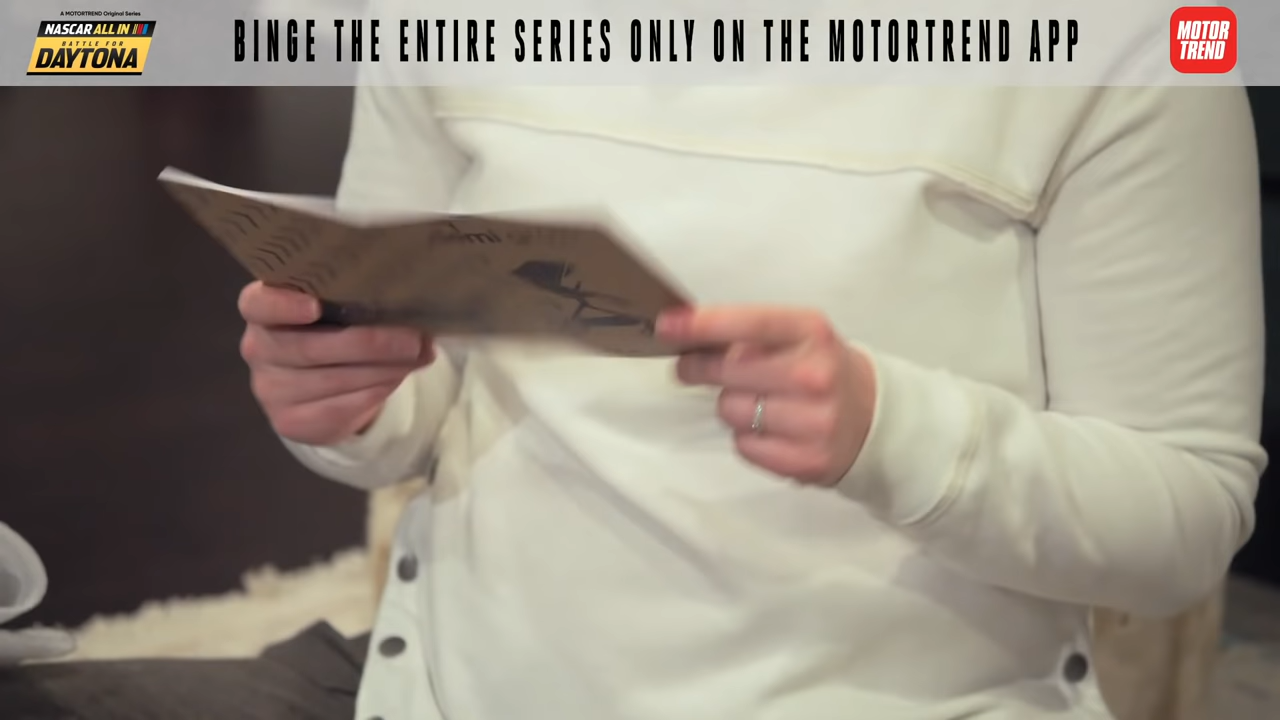 A MOTORTREND Original Series
NASCAR ALL IN
BATTLE FOR
DAYTONA
BINGE THE ENTIRE SERIES ONLY ON THE MOTORTREND APP
MOTOR
TREND